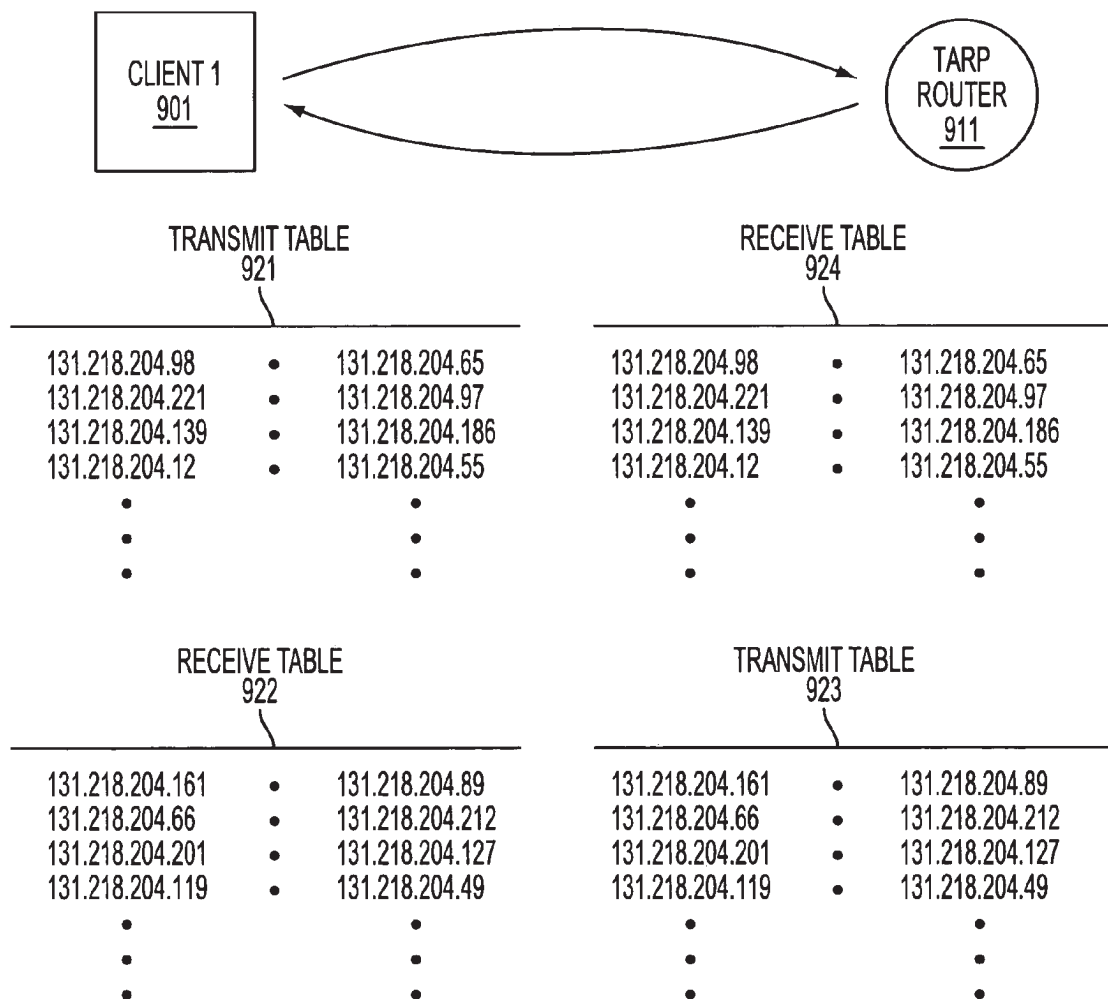 CLIENT 1
901
TARP
ROUTER
911
TRANSMIT TABLE
921
131.218.204.98 • 131.218.204.65
131.218.204.221 • 131.218.204.97
131.218.204.139 • 131.218.204.186
131.218.204.12 • 131.218.204.55
RECEIVE TABLE
924
131.218.204.98 • 131.218.204.65
131.218.204.221 • 131.218.204.97
131.218.204.139 • 131.218.204.186
131.218.204.12 • 131.218.204.55
RECEIVE TABLE
922
131.218.204.161 • 131.218.204.89
131.218.204.66 • 131.218.204.212
131.218.204.201 • 131.218.204.127
131.218.204.119 • 131.218.204.49
TRANSMIT TABLE
923
131.218.204.161 • 131.218.204.89
131.218.204.66 • 131.218.204.212
131.218.204.201 • 131.218.204.127
131.218.204.119 • 131.218.204.49